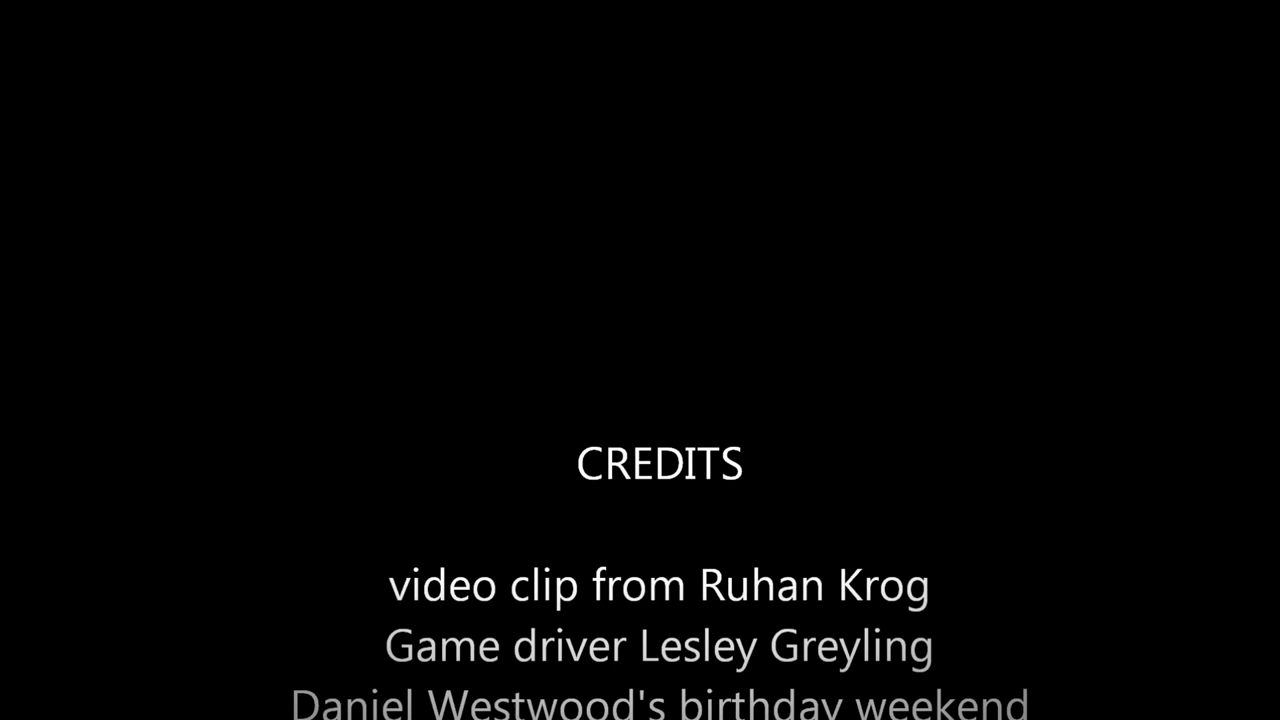 CREDITS
video clip from Ruhan Krog
Game driver Lesley Greyling
Daniel Westwood's birthday weekend